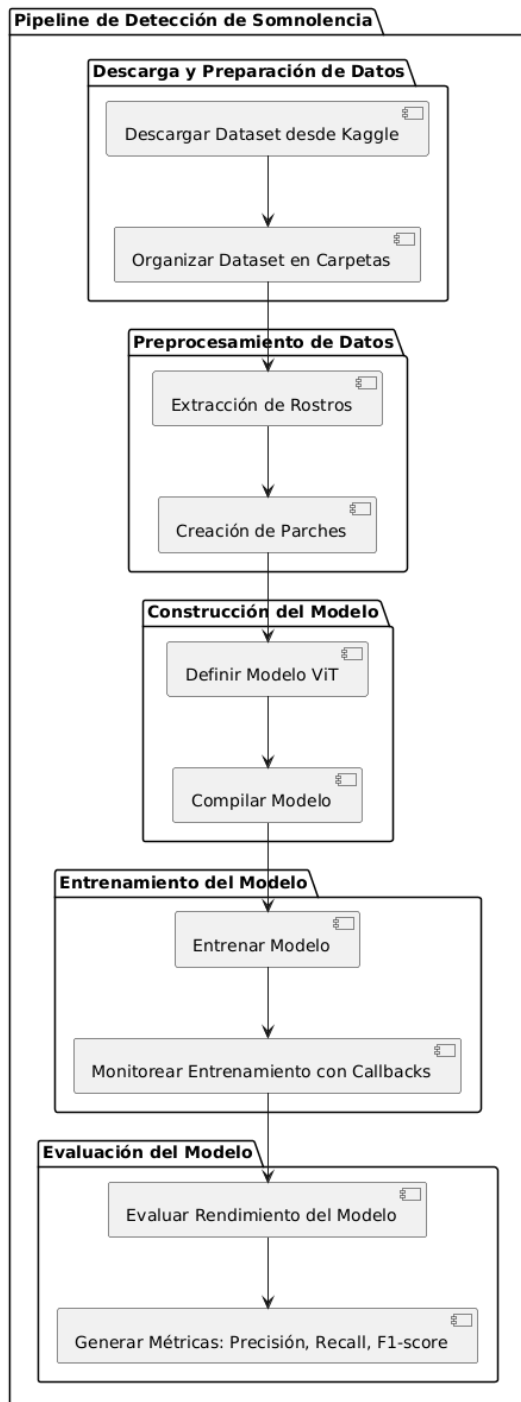 Pipeline de Detección de Somnolencia
Descarga y Preparación de Datos
Descargar Dataset desde Kaggle
Organizar Dataset en Carpetas
Preprocesamiento de Datos
Extracción de Rostros
Creación de Parches
Construcción del Modelo
Definir Modelo ViT
Compilar Modelo
Entrenamiento del Modelo
Entrenar Modelo
Monitorear Entrenamiento con Callbacks
Evaluación del Modelo
Evaluar Rendimiento del Modelo
Generar Métricas: Precisión, Recall, F1-score